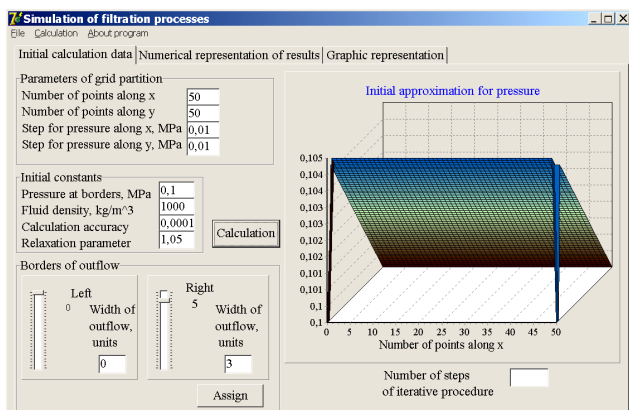 Simulation of filtration processes
File Calculation About program
Initial calculation data Numerical representation of results Graphic representation
Parameters of grid partition
Number of points along x 50
Number of points along y 50
Step for pressure along x, MPa 0,01
Step for pressure along y, MPa 0,01
Initial constants
Pressure at borders, MPa 0,1
Fluid density, kg/m^3 1000
Calculation accuracy 0,0001
Relaxation parameter 1,05
Calculation
Borders of outflow
Left
0 Width of
outflow,
units
0
Right
5 Width of
outflow,
units
3
Assign
Initial approximation for pressure
0,105
0,104
0,104
0,103
0,103
0,102
0,102
0,101
0,101
0,1
0,1
0 5 10 15 20 25 30 35 40 45 50
Number of points along x
Number of steps
of iterative procedure